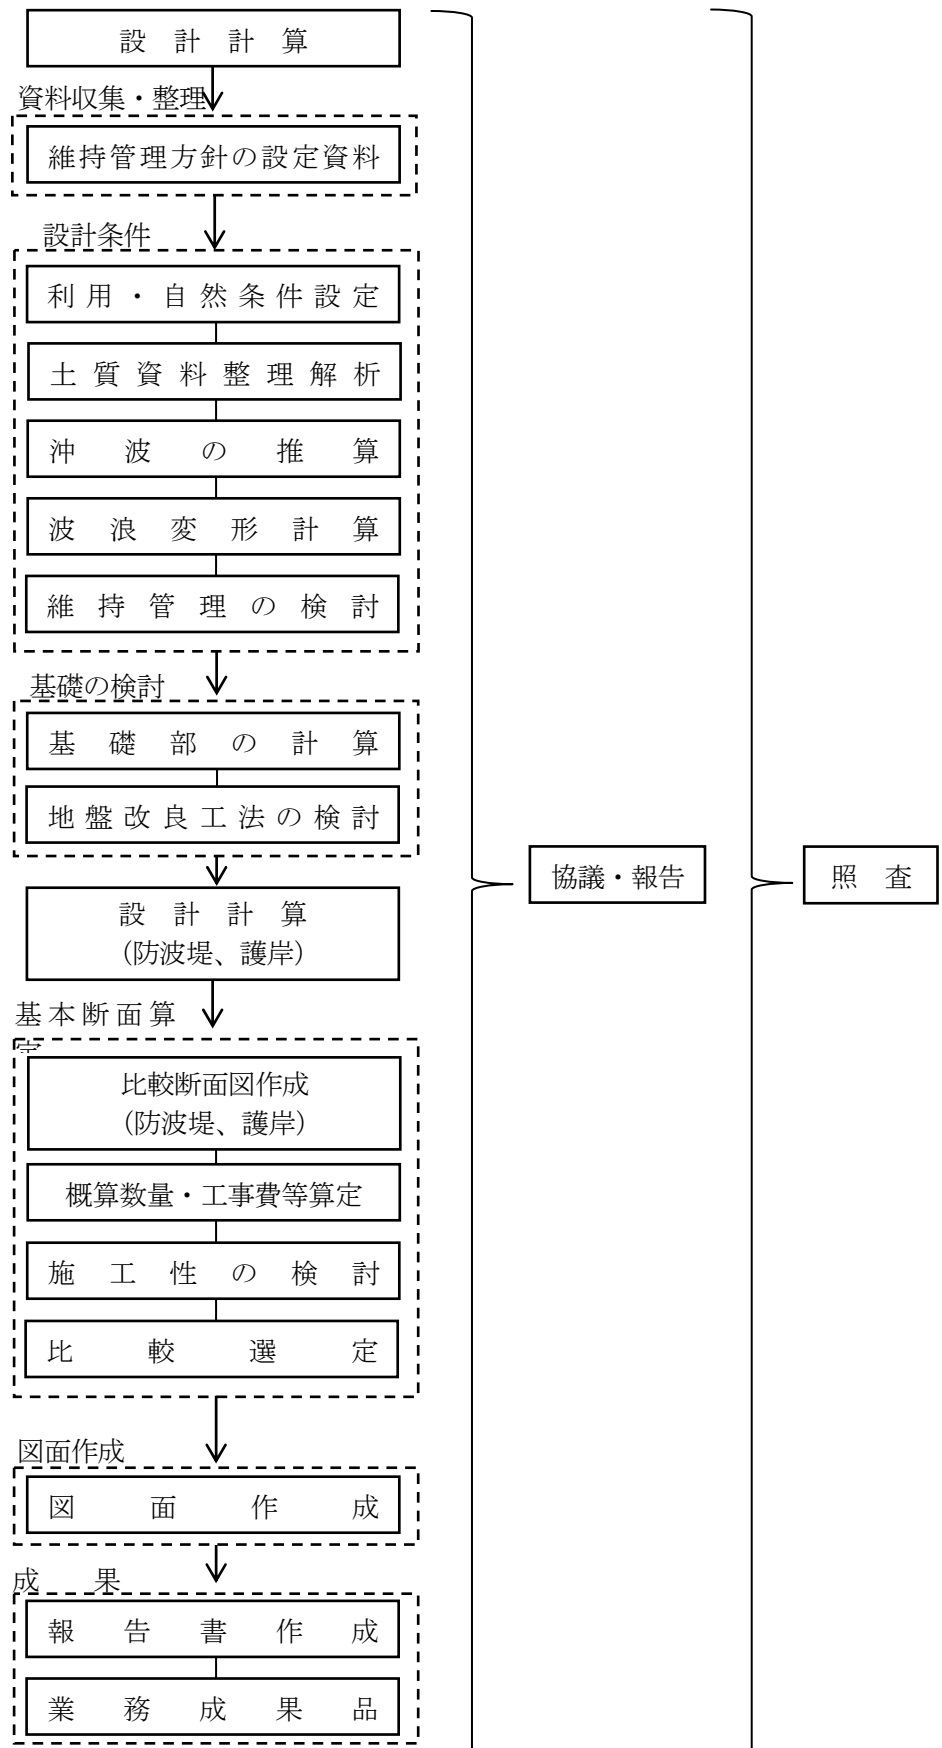 設計計算
資料収集・整理
維持管理方針の設定資料
設計条件
利用・自然条件設定
土質資料整理解析
沖波の推算
波浪変形計算
維持管理の検討
基礎の検討
基礎部の計算
地盤改良工法の検討
設計計算
（防波堤、護岸）
基本断面算
比較断面図作成
（防波堤、護岸）
概算数量・工事費等算定
施工性の検討
比較選定
図面作成
図面作成
成果
報告書作成
業務成果品
協議・報告
照査